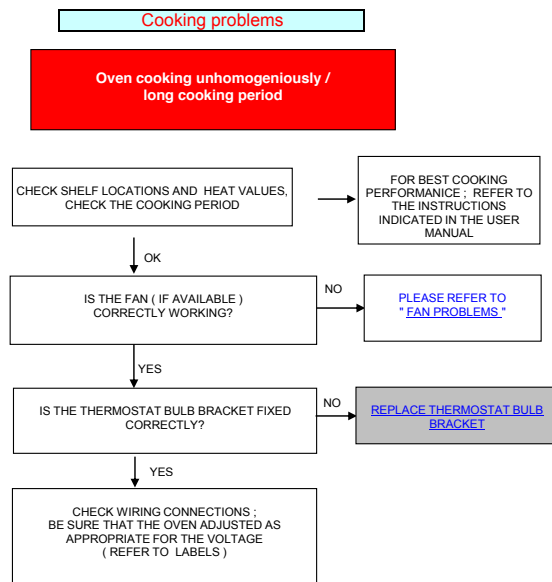 Cooking problems
Oven cooking unhomogeniously /
long cooking period
CHECK SHELF LOCATIONS AND HEAT VALUES,
CHECK THE COOKING PERIOD
FOR BEST COOKING
PERFORMANICE ; REFER TO
THE INSTRUCTIONS
INDICATED IN THE USER
MANUAL
OK
IS THE FAN ( IF AVAILABLE )
CORRECTLY WORKING?
NO
PLEASE REFER TO
" FAN PROBLEMS "
YES
IS THE THERMOSTAT BULB BRACKET FIXED
CORRECTLY?
NO
REPLACE THERMOSTAT BULB
BRACKET
YES
CHECK WIRING CONNECTIONS ;
BE SURE THAT THE OVEN ADJUSTED AS
APPROPRIATE FOR THE VOLTAGE
( REFER TO LABELS )